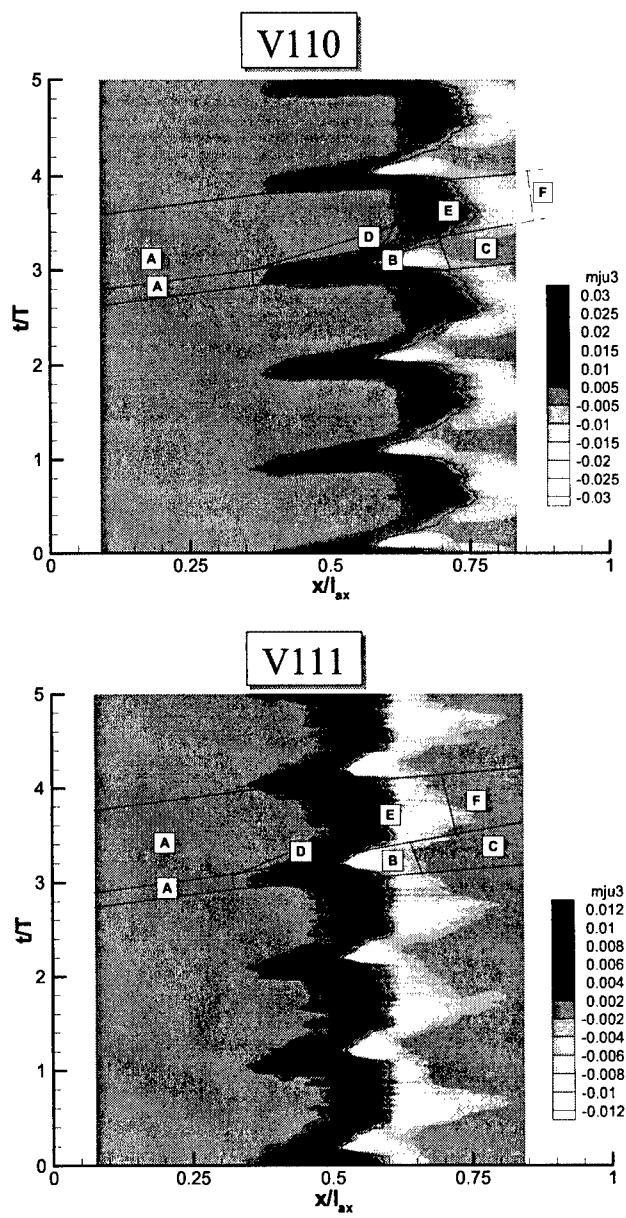 V110
5
4
3
2
1
0
t/T
0
0.25
0.5
0.75
1
x/l_ax
A
A
D
B
E
C
F
mju3
0.03
0.025
0.02
0.015
0.01
0.005
-0.005
-0.01
-0.015
-0.02
-0.025
-0.03
V111
5
4
3
2
1
0
t/T
0
0.25
0.5
0.75
1
x/l_ax
A
A
D
E
B
F
C
mju3
0.012
0.01
0.008
0.006
0.004
0.002
-0.002
-0.004
-0.006
-0.008
-0.01
-0.012